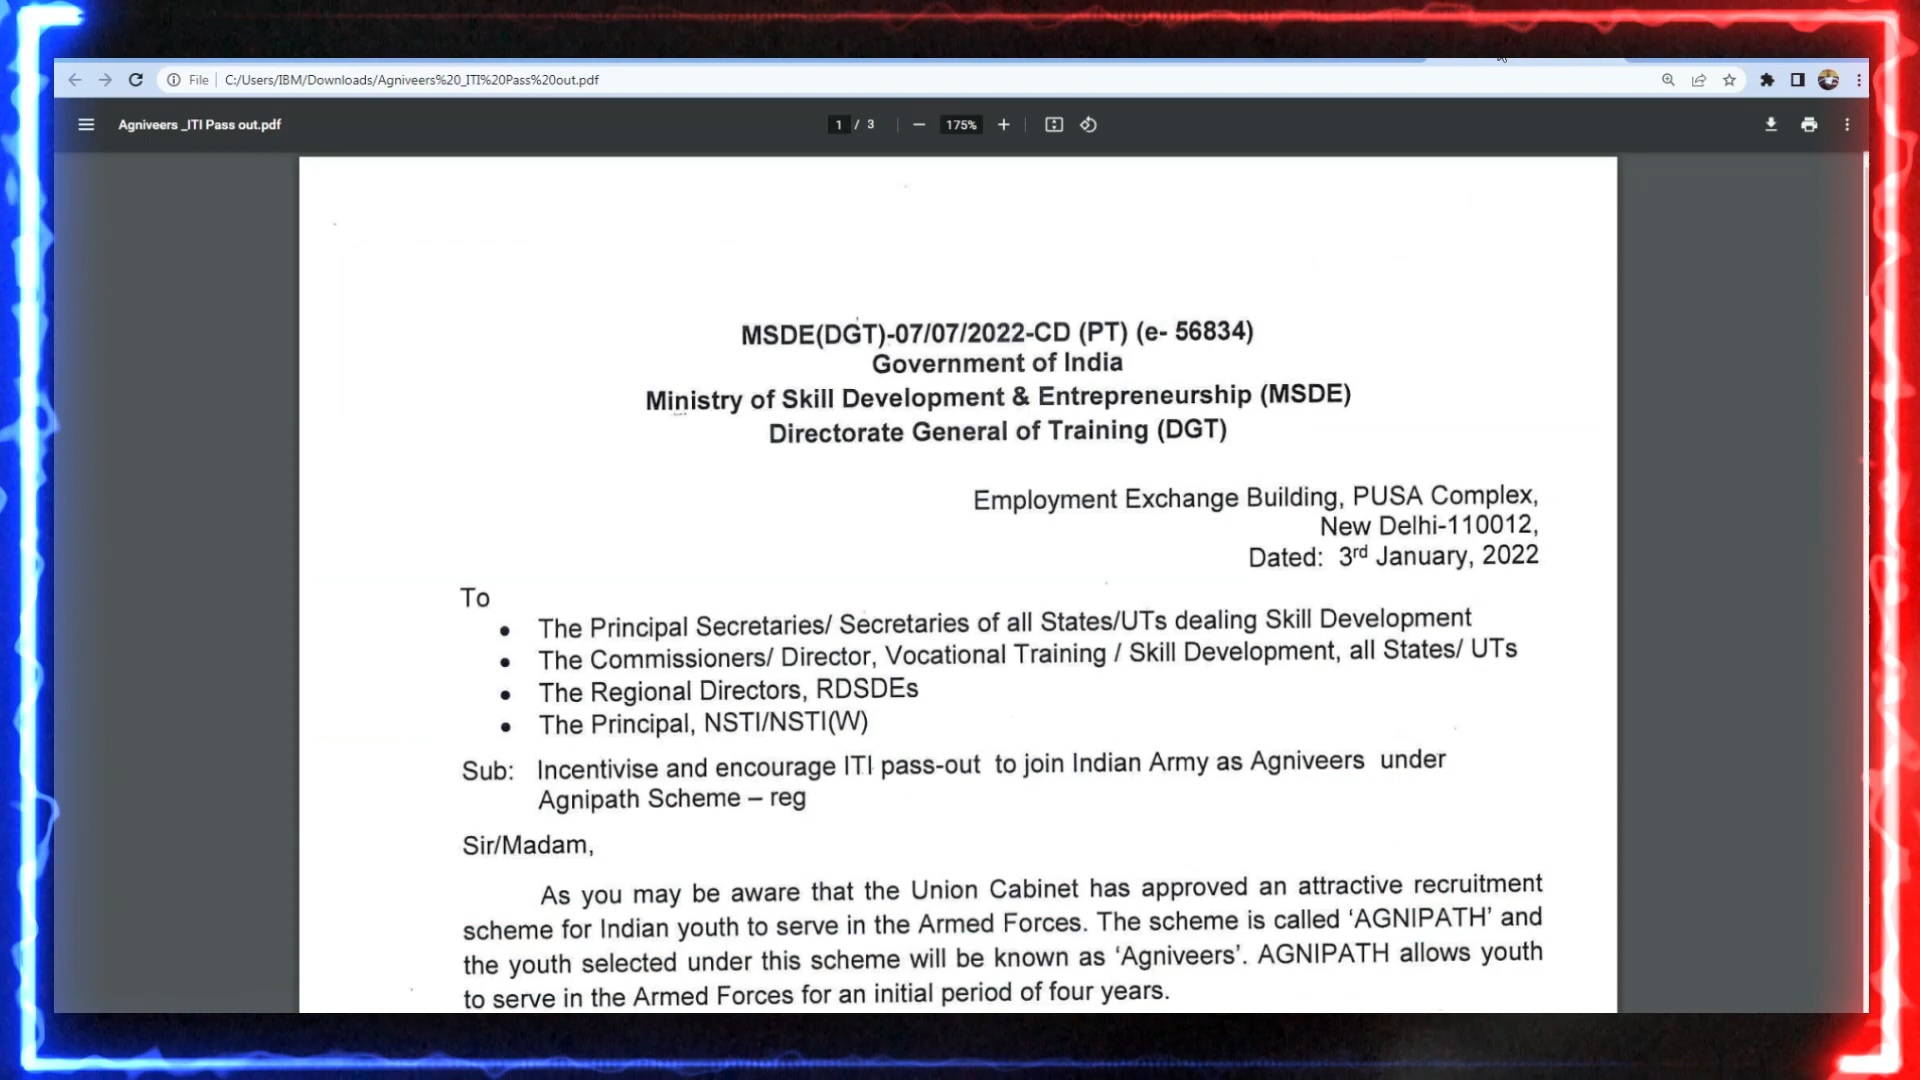 File | C:/Users/IBM/Downloads/Agniveers%20_ITI%20Pass%20out.pdf
Agniveers _ITI Pass out.pdf
1 / 3
175%
MSDE(DGT)-07/07/2022-CD (PT) (e- 56834)
Government of India
Ministry of Skill Development & Entrepreneurship (MSDE)
Directorate General of Training (DGT)
Employment Exchange Building, PUSA Complex,
New Delhi-110012,
Dated: 3rd January, 2022
To
• The Principal Secretaries/ Secretaries of all States/UTs dealing Skill Development
• The Commissioners/ Director, Vocational Training / Skill Development, all States/ UTs
• The Regional Directors, RDSDEs
• The Principal, NSTI/NSTI(W)
Sub: Incentivise and encourage ITI pass-out to join Indian Army as Agniveers under
Agnipath Scheme – reg
Sir/Madam,
As you may be aware that the Union Cabinet has approved an attractive recruitment
scheme for Indian youth to serve in the Armed Forces. The scheme is called ‘AGNIPATH’ and
the youth selected under this scheme will be known as ‘Agniveers’. AGNIPATH allows youth
to serve in the Armed Forces for an initial period of four years.